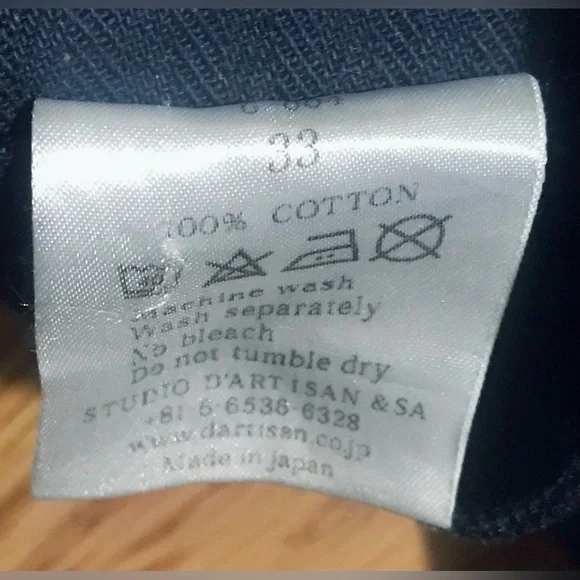 33
100% COTTON
40
Machine wash
Wash separately
No bleach
Do not tumble dry
STUDIO D'ARTISAN & SA
+81 6-6536-6328
www.dartisan.co.jp
Made in japan